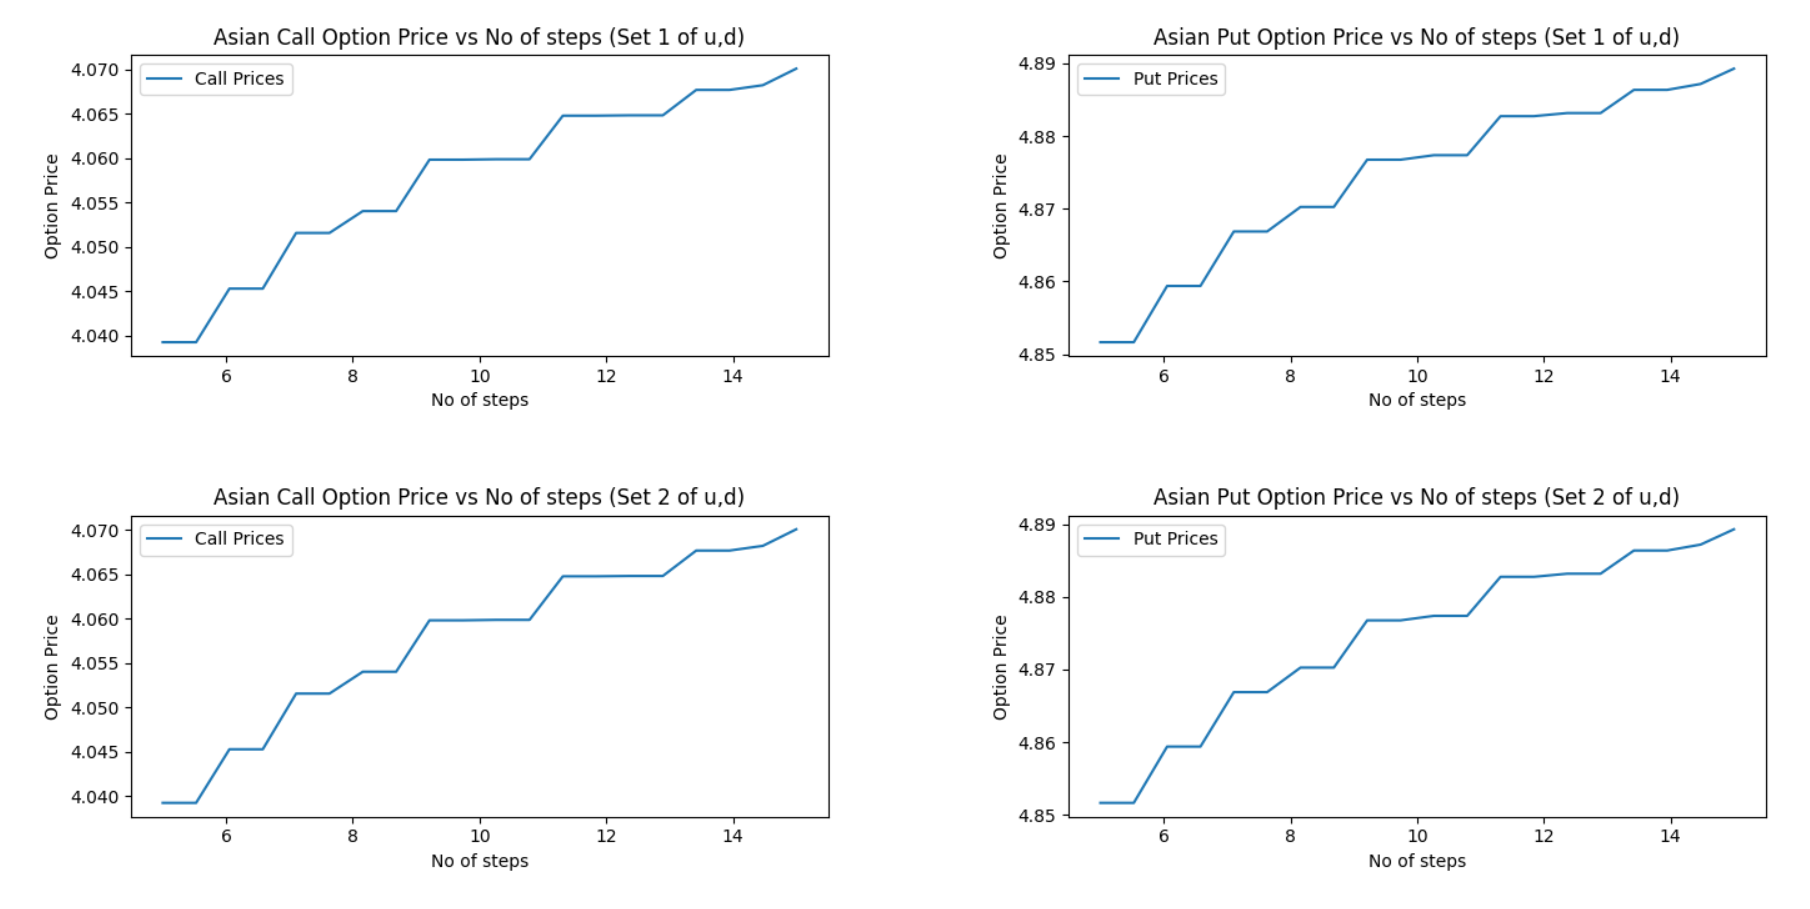 Asian Call Option Price vs No of steps (Set 1 of u,d)
Call Prices
4.070
4.065
4.060
4.055
4.050
4.045
4.040
Option Price
6 8 10 12 14
No of steps
Asian Put Option Price vs No of steps (Set 1 of u,d)
Put Prices
4.89
4.88
4.87
4.86
4.85
Option Price
6 8 10 12 14
No of steps
Asian Call Option Price vs No of steps (Set 2 of u,d)
Call Prices
4.070
4.065
4.060
4.055
4.050
4.045
4.040
Option Price
6 8 10 12 14
No of steps
Asian Put Option Price vs No of steps (Set 2 of u,d)
Put Prices
4.89
4.88
4.87
4.86
4.85
Option Price
6 8 10 12 14
No of steps